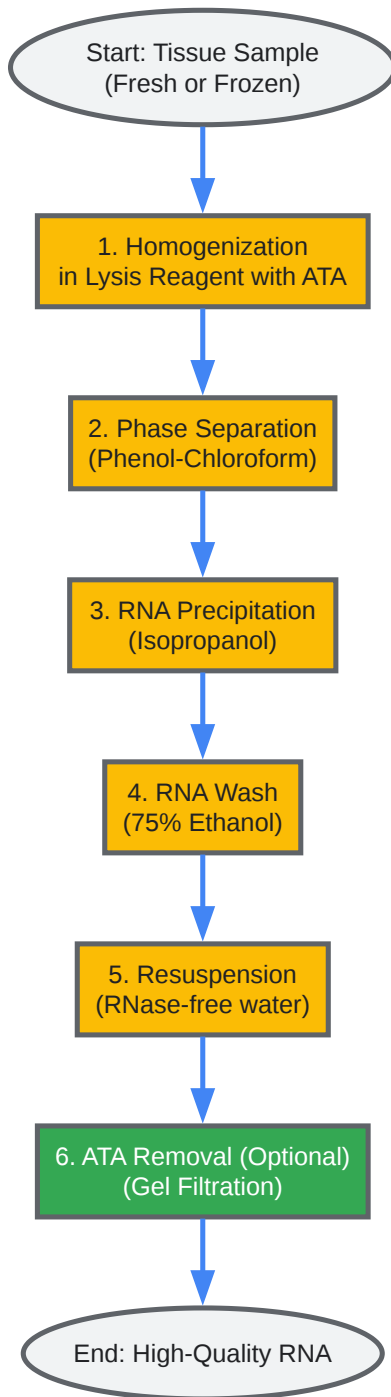 Start: Tissue Sample
(Fresh or Frozen)
1. Homogenization
in Lysis Reagent with ATA
2. Phase Separation
(Phenol-Chloroform)
3. RNA Precipitation
(Isopropanol)
4. RNA Wash
(75% Ethanol)
5. Resuspension
(RNase-free water)
6. ATA Removal (Optional)
(Gel Filtration)
End: High-Quality RNA